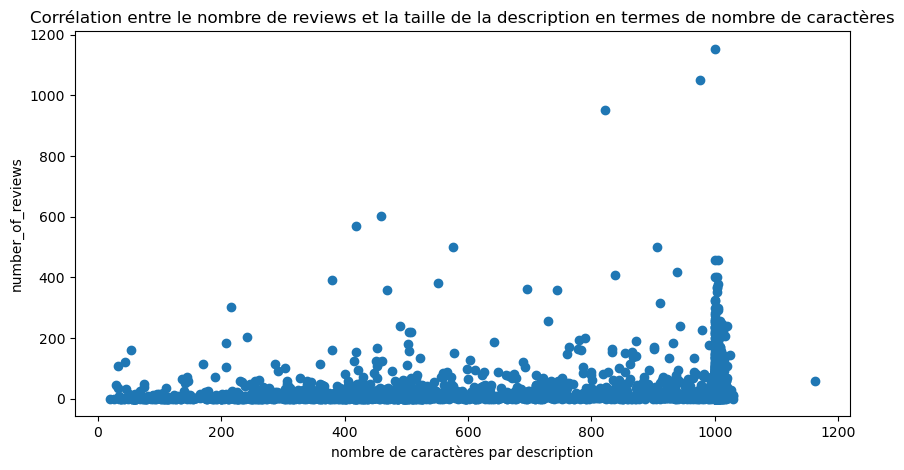 Corrélation entre le nombre de reviews et la taille de la description en termes de nombre de caractères
1200
1000
800
600
400
200
0
number_of_reviews
0 200 400 600 800 1000 1200
nombre de caractères par description